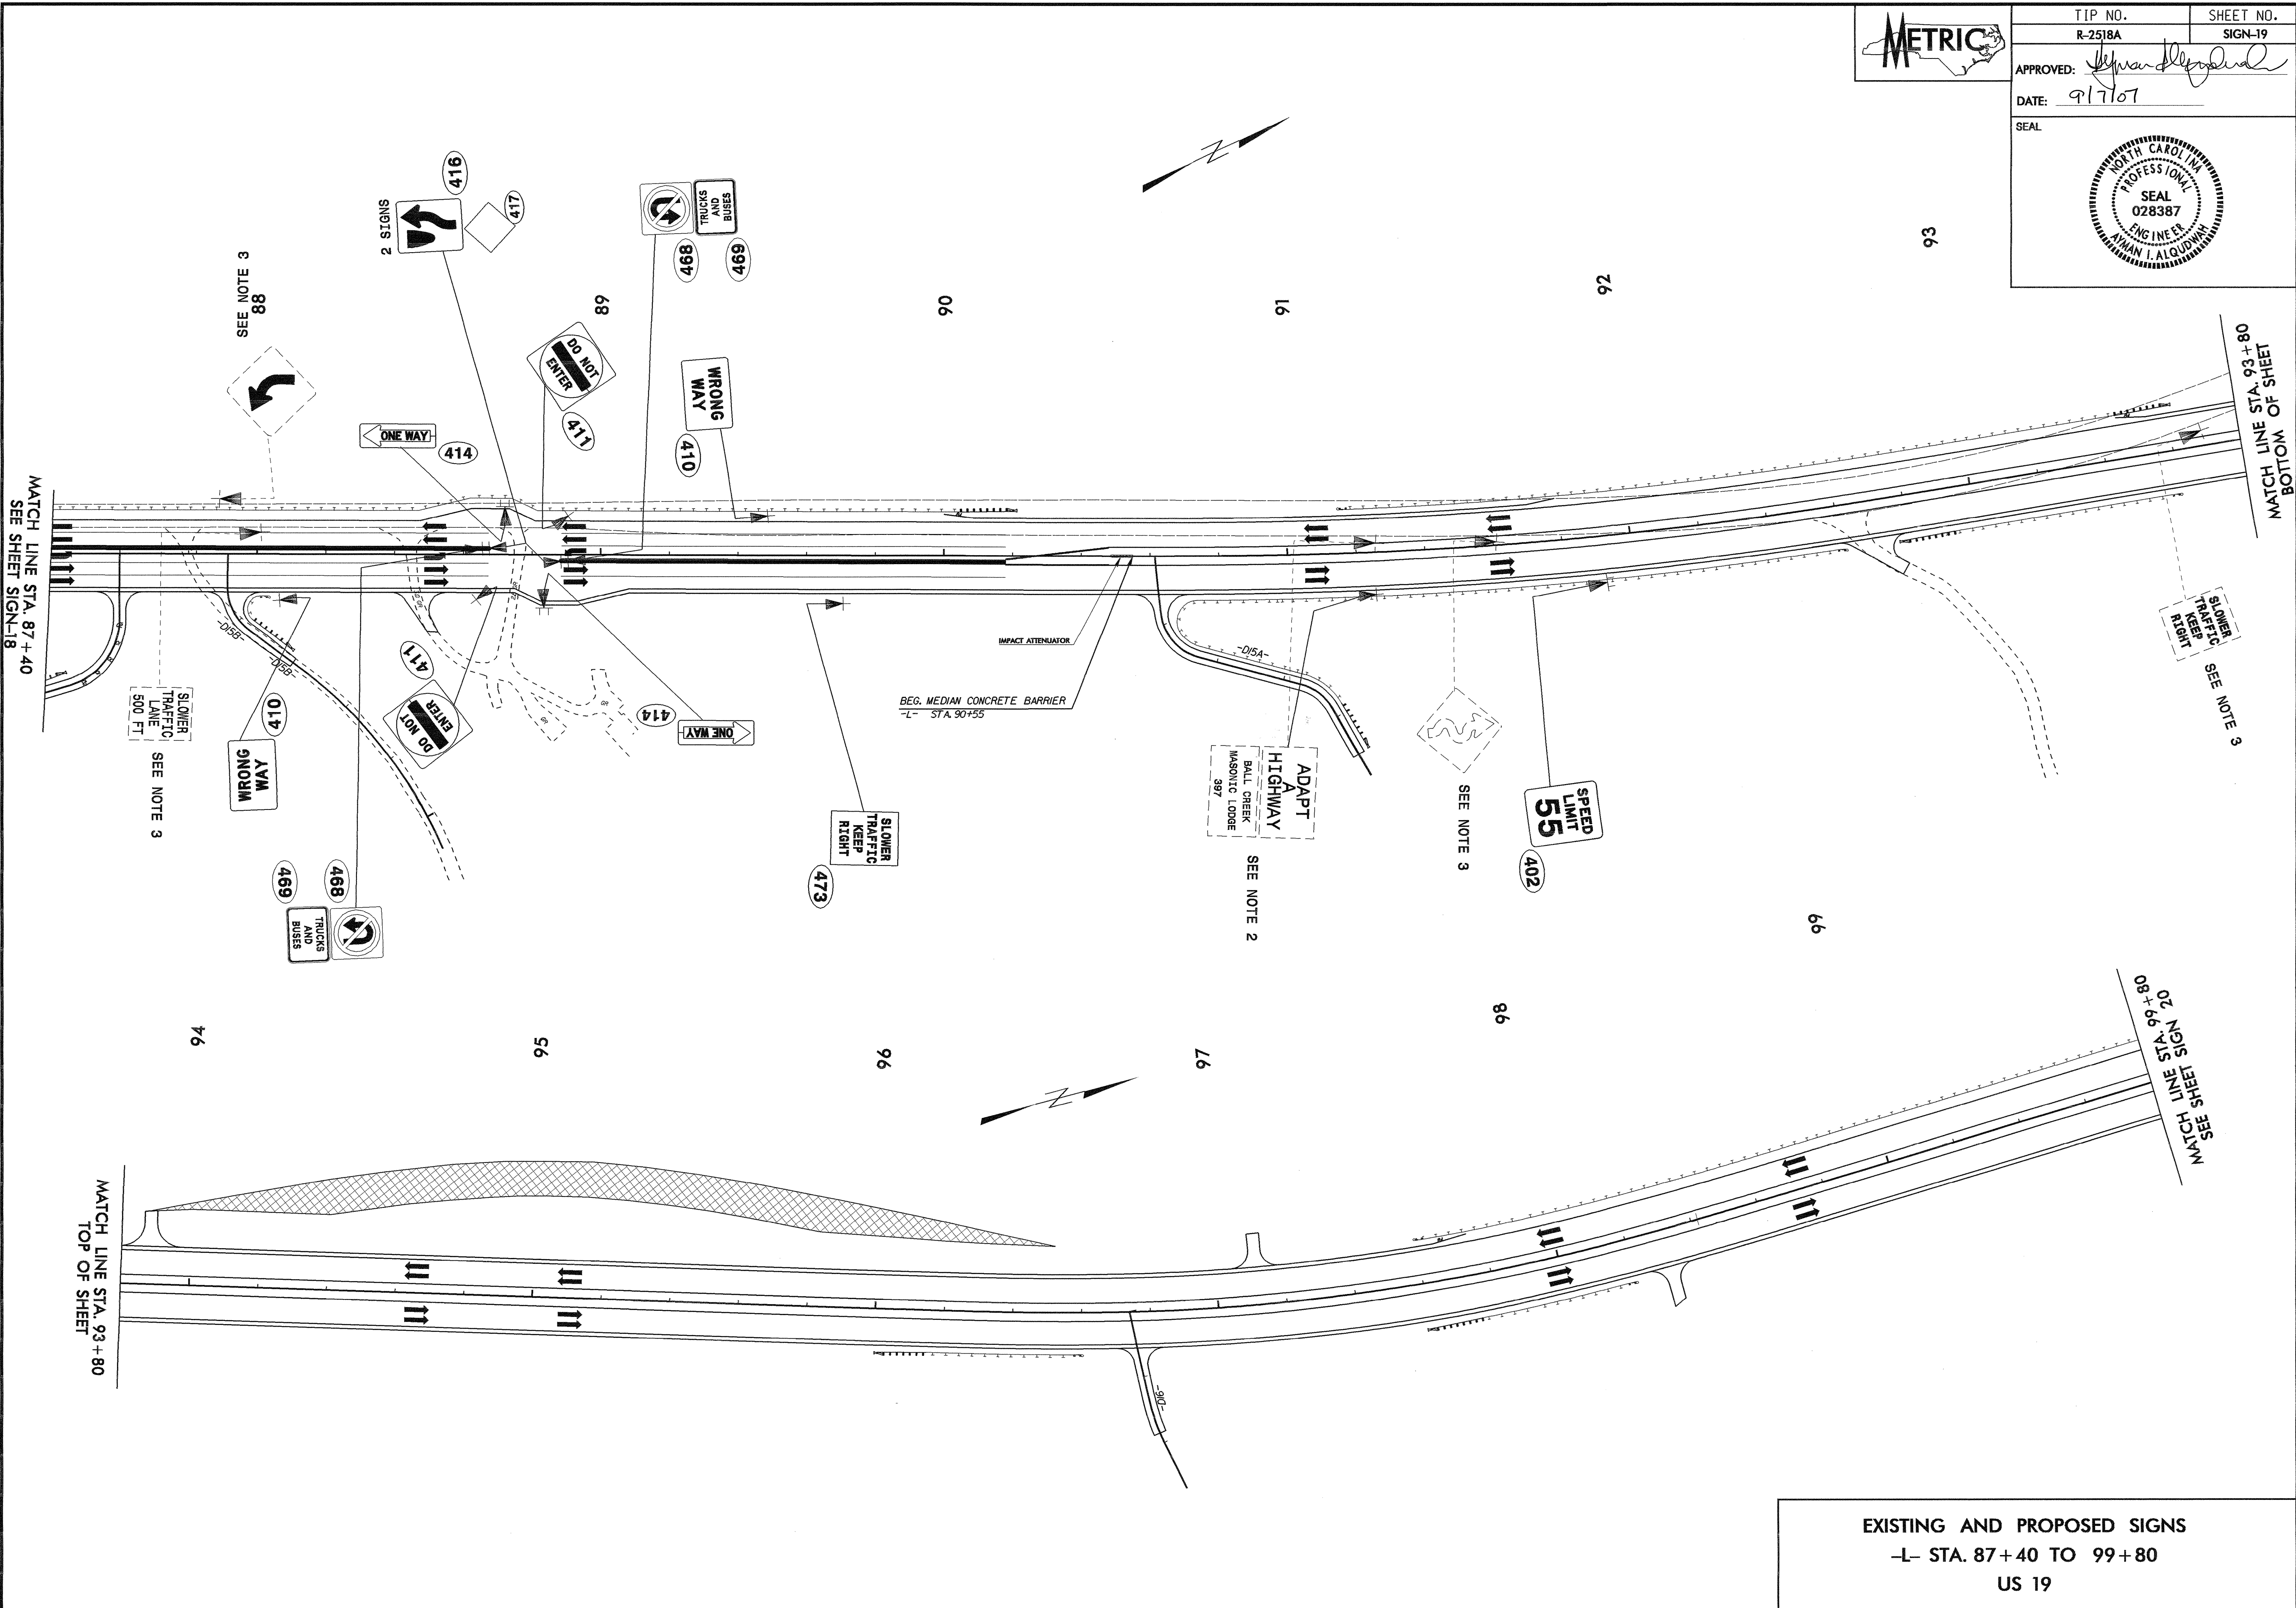 METRIC
TIP NO.
SHEET NO.
R-2518A
SIGN-19
APPROVED:
DATE: 9/7/07
SEAL
NORTH CAROLINA
PROFESSIONAL
SEAL
028387
ENGINEER
AYMAN I. ALQUDWAH
N
416
417
2 SIGNS
TRUCKS
AND
BUSES
468
469
SEE NOTE 3
88
89
90
91
92
93
DO NOT
ENTER
411
WRONG
WAY
410
ONE WAY
414
MATCH LINE STA. 93+80
BOTTOM OF SHEET
MATCH LINE STA. 87+40
SEE SHEET SIGN-18
-D15B-
-D15B-
GR
GR
GR
GR
IMPACT ATTENUATOR
BEG. MEDIAN CONCRETE BARRIER
-L- STA. 90+55
-D15A-
SLOWER
TRAFFIC
LANE
500 FT
SEE NOTE 3
410
WRONG
WAY
411
DO NOT
ENTER
414
ONE WAY
469
468
TRUCKS
AND
BUSES
SLOWER
TRAFFIC
KEEP
RIGHT
473
ADAPT
A
HIGHWAY
BALL CREEK
MASONIC LODGE
397
SEE NOTE 2
SEE NOTE 3
SPEED
LIMIT
55
402
SLOWER
TRAFFIC
KEEP
RIGHT
SEE NOTE 3
94
95
96
97
98
99
N
MATCH LINE STA. 99+80
SEE SHEET SIGN 20
MATCH LINE STA. 93+80
TOP OF SHEET
-D16-
EXISTING AND PROPOSED SIGNS
-L- STA. 87+40 TO 99+80
US 19